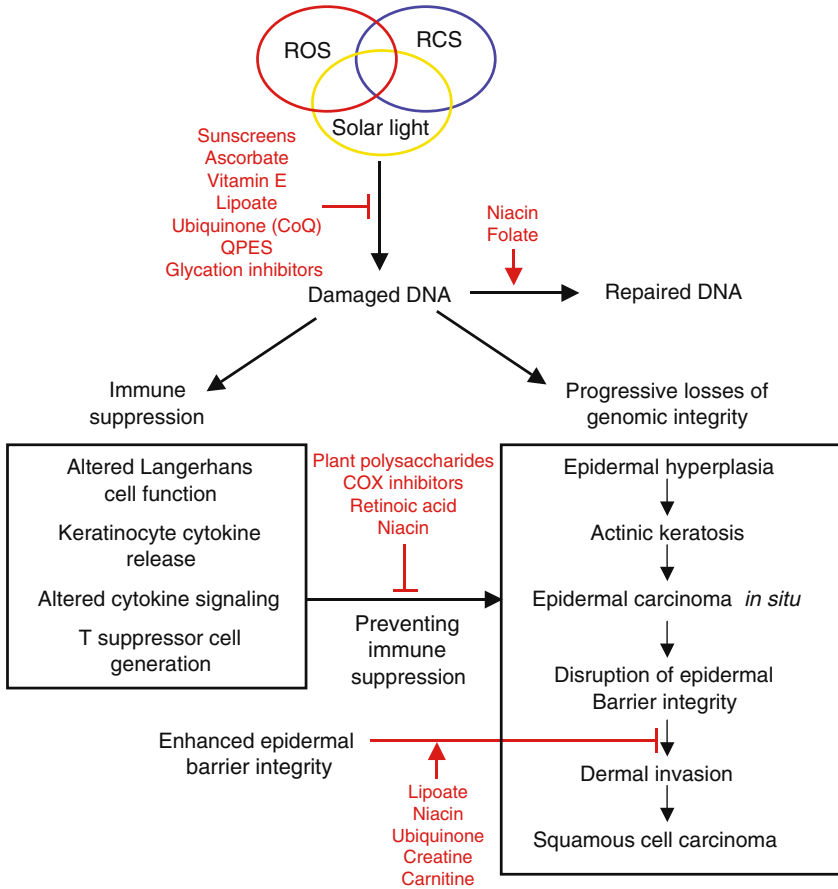 ROS
RCS
Solar light
Sunscreens
Ascorbate
Vitamin E
Lipoate
Ubiquinone (CoQ)
QPES
Glycation inhibitors
Niacin
Folate
Damaged DNA
Repaired DNA
Immune
suppression
Progressive losses of
genomic integrity
Altered Langerhans
cell function
Keratinocyte cytokine
release
Altered cytokine signaling
T suppressor cell
generation
Plant polysaccharides
COX inhibitors
Retinoic acid
Niacin
Preventing
immune
suppression
Epidermal hyperplasia
Actinic keratosis
Epidermal carcinoma in situ
Disruption of epidermal
Barrier integrity
Dermal invasion
Squamous cell carcinoma
Enhanced epidermal
barrier integrity
Lipoate
Niacin
Ubiquinone
Creatine
Carnitine